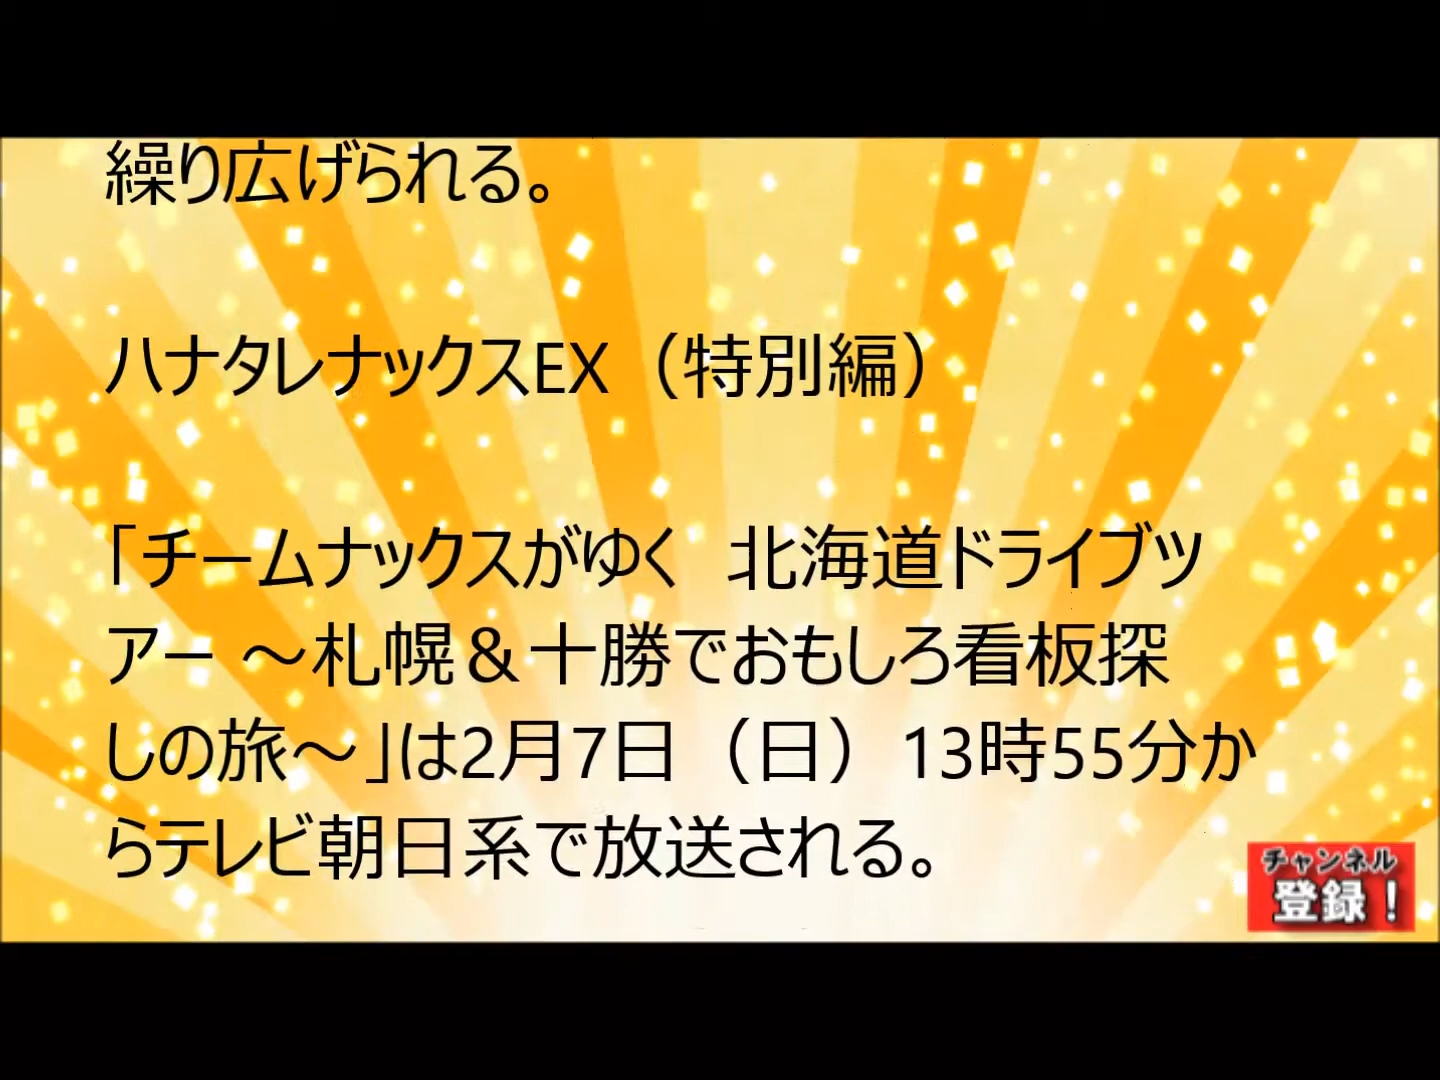 繰り広げられる。
ハナタレナックスEX（特別編）
「チームナックスがゆく　北海道ドライブツ
アー ～札幌＆十勝でおもしろ看板探
しの旅～」は2月7日（日）13時55分か
らテレビ朝日系で放送される。
チャンネル
登録！